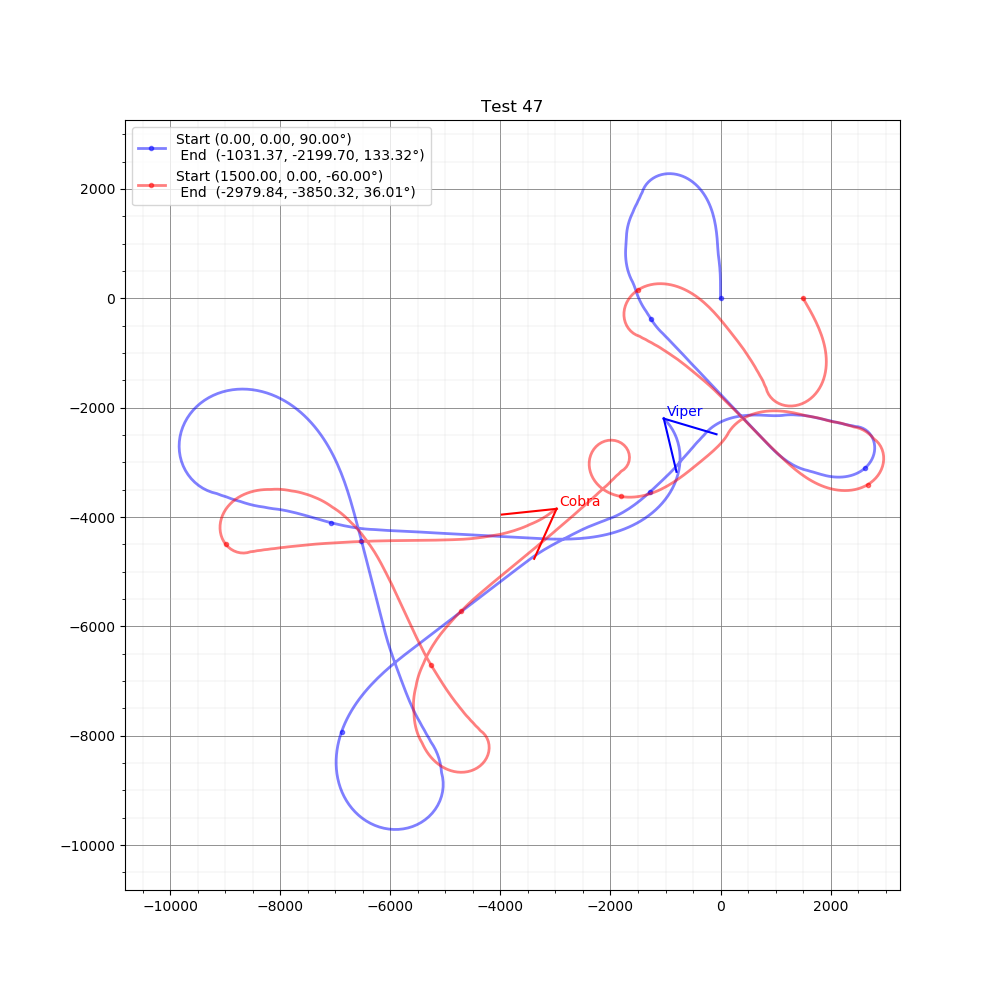 Test 47
Start (0.00, 0.00, 90.00°)
End (-1031.37, -2199.70, 133.32°)
Start (1500.00, 0.00, -60.00°)
End (-2979.84, -3850.32, 36.01°)
2000
0
−2000
−4000
−6000
−8000
−10000
Viper
Cobra
−10000
−8000
−6000
−4000
−2000
0
2000